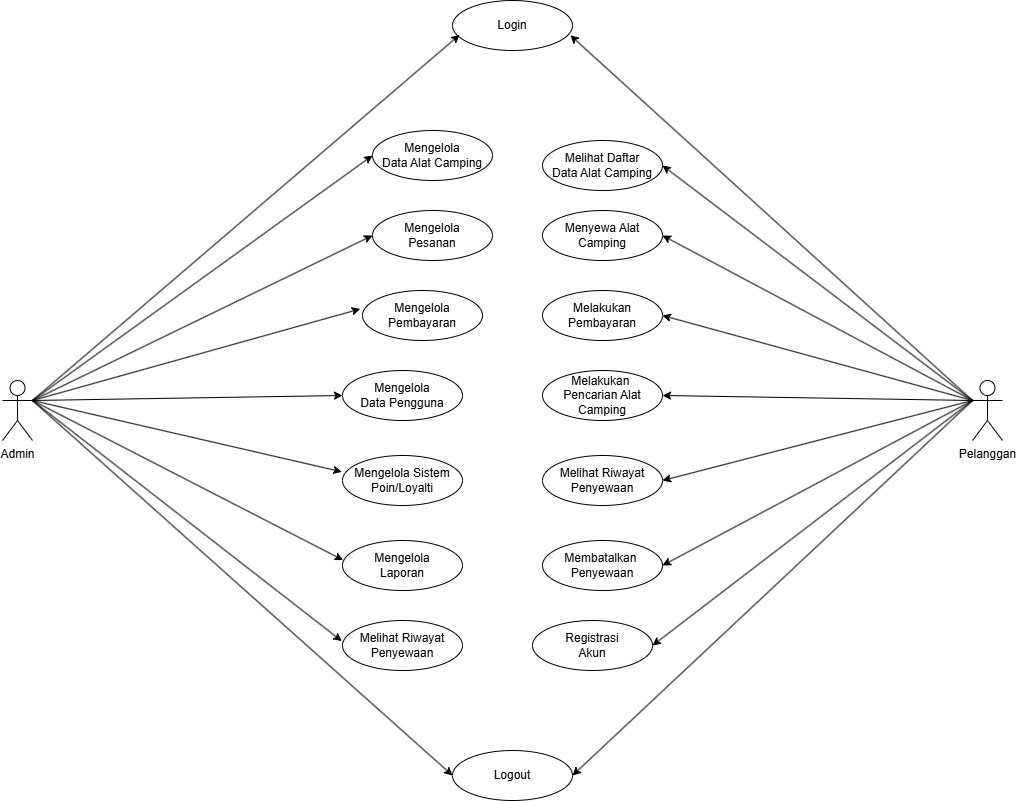 Login
Mengelola
Data Alat Camping
Melihat Daftar
Data Alat Camping
Mengelola
Pesanan
Menyewa Alat
Camping
Mengelola
Pembayaran
Melakukan
Pembayaran
Mengelola
Data Pengguna
Melakukan
Pencarian Alat
Camping
Admin
Pelanggan
Mengelola Sistem
Poin/Loyalti
Melihat Riwayat
Penyewaan
Mengelola
Laporan
Membatalkan
Penyewaan
Melihat Riwayat
Penyewaan
Registrasi
Akun
Logout